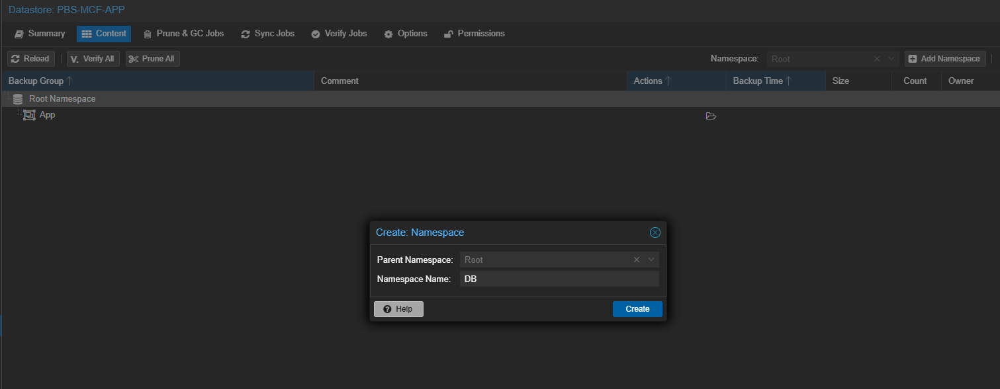 Datastore: PBS-MCF-APP
Summary Content Prune & GC Jobs Sync Jobs Verify Jobs Options Permissions
Reload V. Verify All Prune All Namespace: Root Add Namespace
Backup Group Comment Actions Backup Time Size Count Owner
Root Namespace
App
Create: Namespace
Parent Namespace: Root
Namespace Name: DB
Help Create